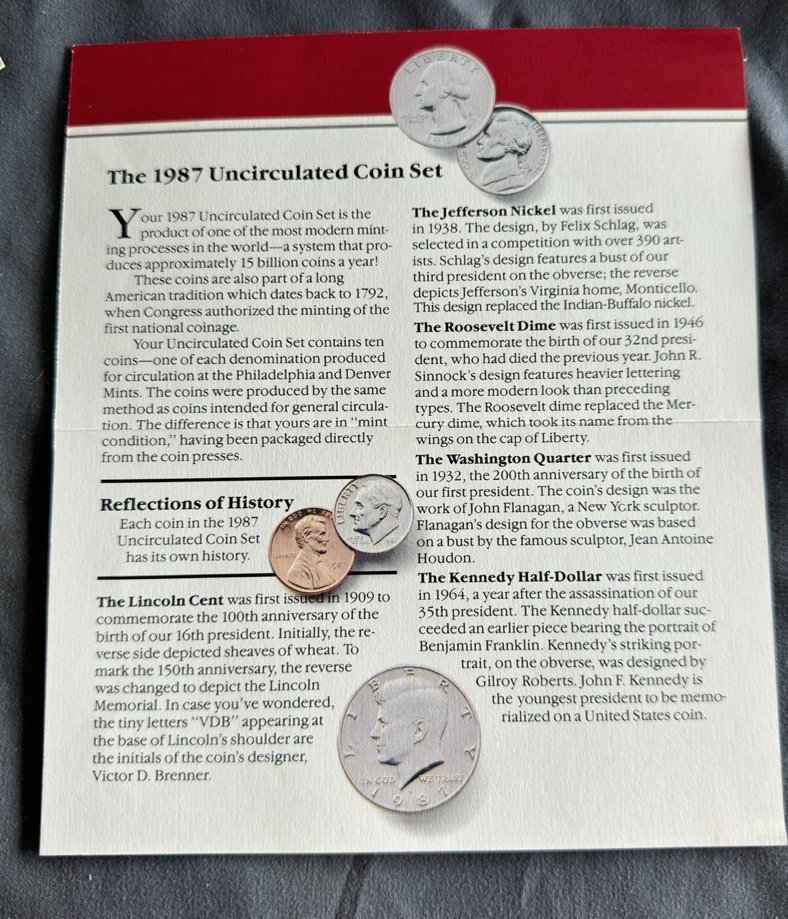 The 1987 Uncirculated Coin Set
Your 1987 Uncirculated Coin Set is the
product of one of the most modern mint-
ing processes in the world—a system that pro-
duces approximately 15 billion coins a year!
These coins are also part of a long
American tradition which dates back to 1792,
when Congress authorized the minting of the
first national coinage.
Your Uncirculated Coin Set contains ten
coins—one of each denomination produced
for circulation at the Philadelphia and Denver
Mints. The coins were produced by the same
method as coins intended for general circula-
tion. The difference is that yours are in "mint
condition," having been packaged directly
from the coin presses.
Reflections of History
Each coin in the 1987
Uncirculated Coin Set
has its own history.
The Lincoln Cent was first issued in 1909 to
commemorate the 100th anniversary of the
birth of our 16th president. Initially, the re-
verse side depicted sheaves of wheat. To
mark the 150th anniversary, the reverse
was changed to depict the Lincoln
Memorial. In case you've wondered,
the tiny letters "VDB" appearing at
the base of Lincoln's shoulder are
the initials of the coin's designer,
Victor D. Brenner.
The Jefferson Nickel was first issued
in 1938. The design, by Felix Schlag, was
selected in a competition with over 390 art-
ists. Schlag's design features a bust of our
third president on the obverse; the reverse
depicts Jefferson's Virginia home, Monticello.
This design replaced the Indian-Buffalo nickel.
The Roosevelt Dime was first issued in 1946
to commemorate the birth of our 32nd presi-
dent, who had died the previous year. John R.
Sinnock's design features heavier lettering
and a more modern look than preceding
types. The Roosevelt dime replaced the Mer-
cury dime, which took its name from the
wings on the cap of Liberty.
The Washington Quarter was first issued
in 1932, the 200th anniversary of the birth of
our first president. The coin's design was the
work of John Flanagan, a New York sculptor.
Flanagan's design for the obverse was based
on a bust by the famous sculptor, Jean Antoine
Houdon.
The Kennedy Half-Dollar was first issued
in 1964, a year after the assassination of our
35th president. The Kennedy half-dollar suc-
ceeded an earlier piece bearing the portrait of
Benjamin Franklin. Kennedy's striking por-
trait, on the obverse, was designed by
Gilroy Roberts. John F. Kennedy is
the youngest president to be memo-
rialized on a United States coin.
LIBERTY
LIBERTY
LIBERTY
IN GOD WE TRUST
1987